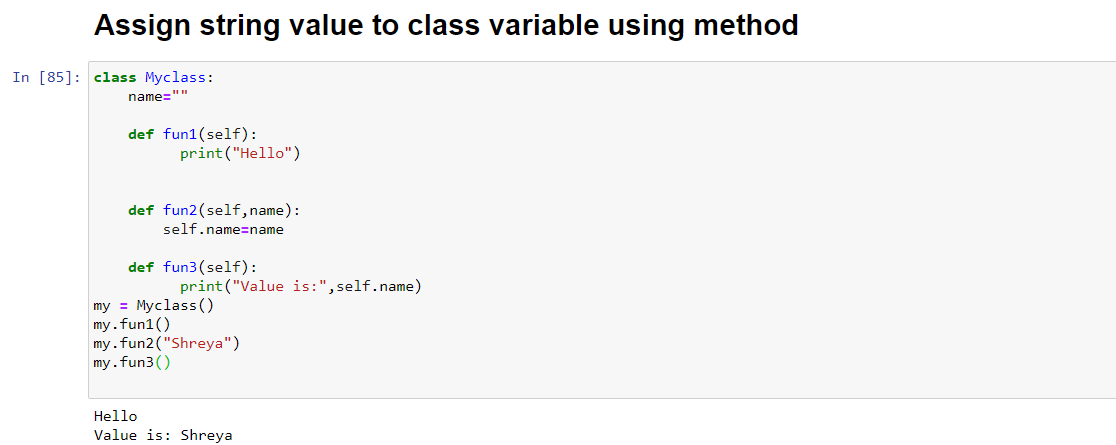 Assign string value to class variable using method
In [85]: class Myclass:
    name=""
    def fun1(self):
          print("Hello")
    def fun2(self,name):
        self.name=name
    def fun3(self):
          print("Value is:",self.name)
my = Myclass()
my.fun1()
my.fun2("Shreya")
my.fun3()
Hello
Value is: Shreya